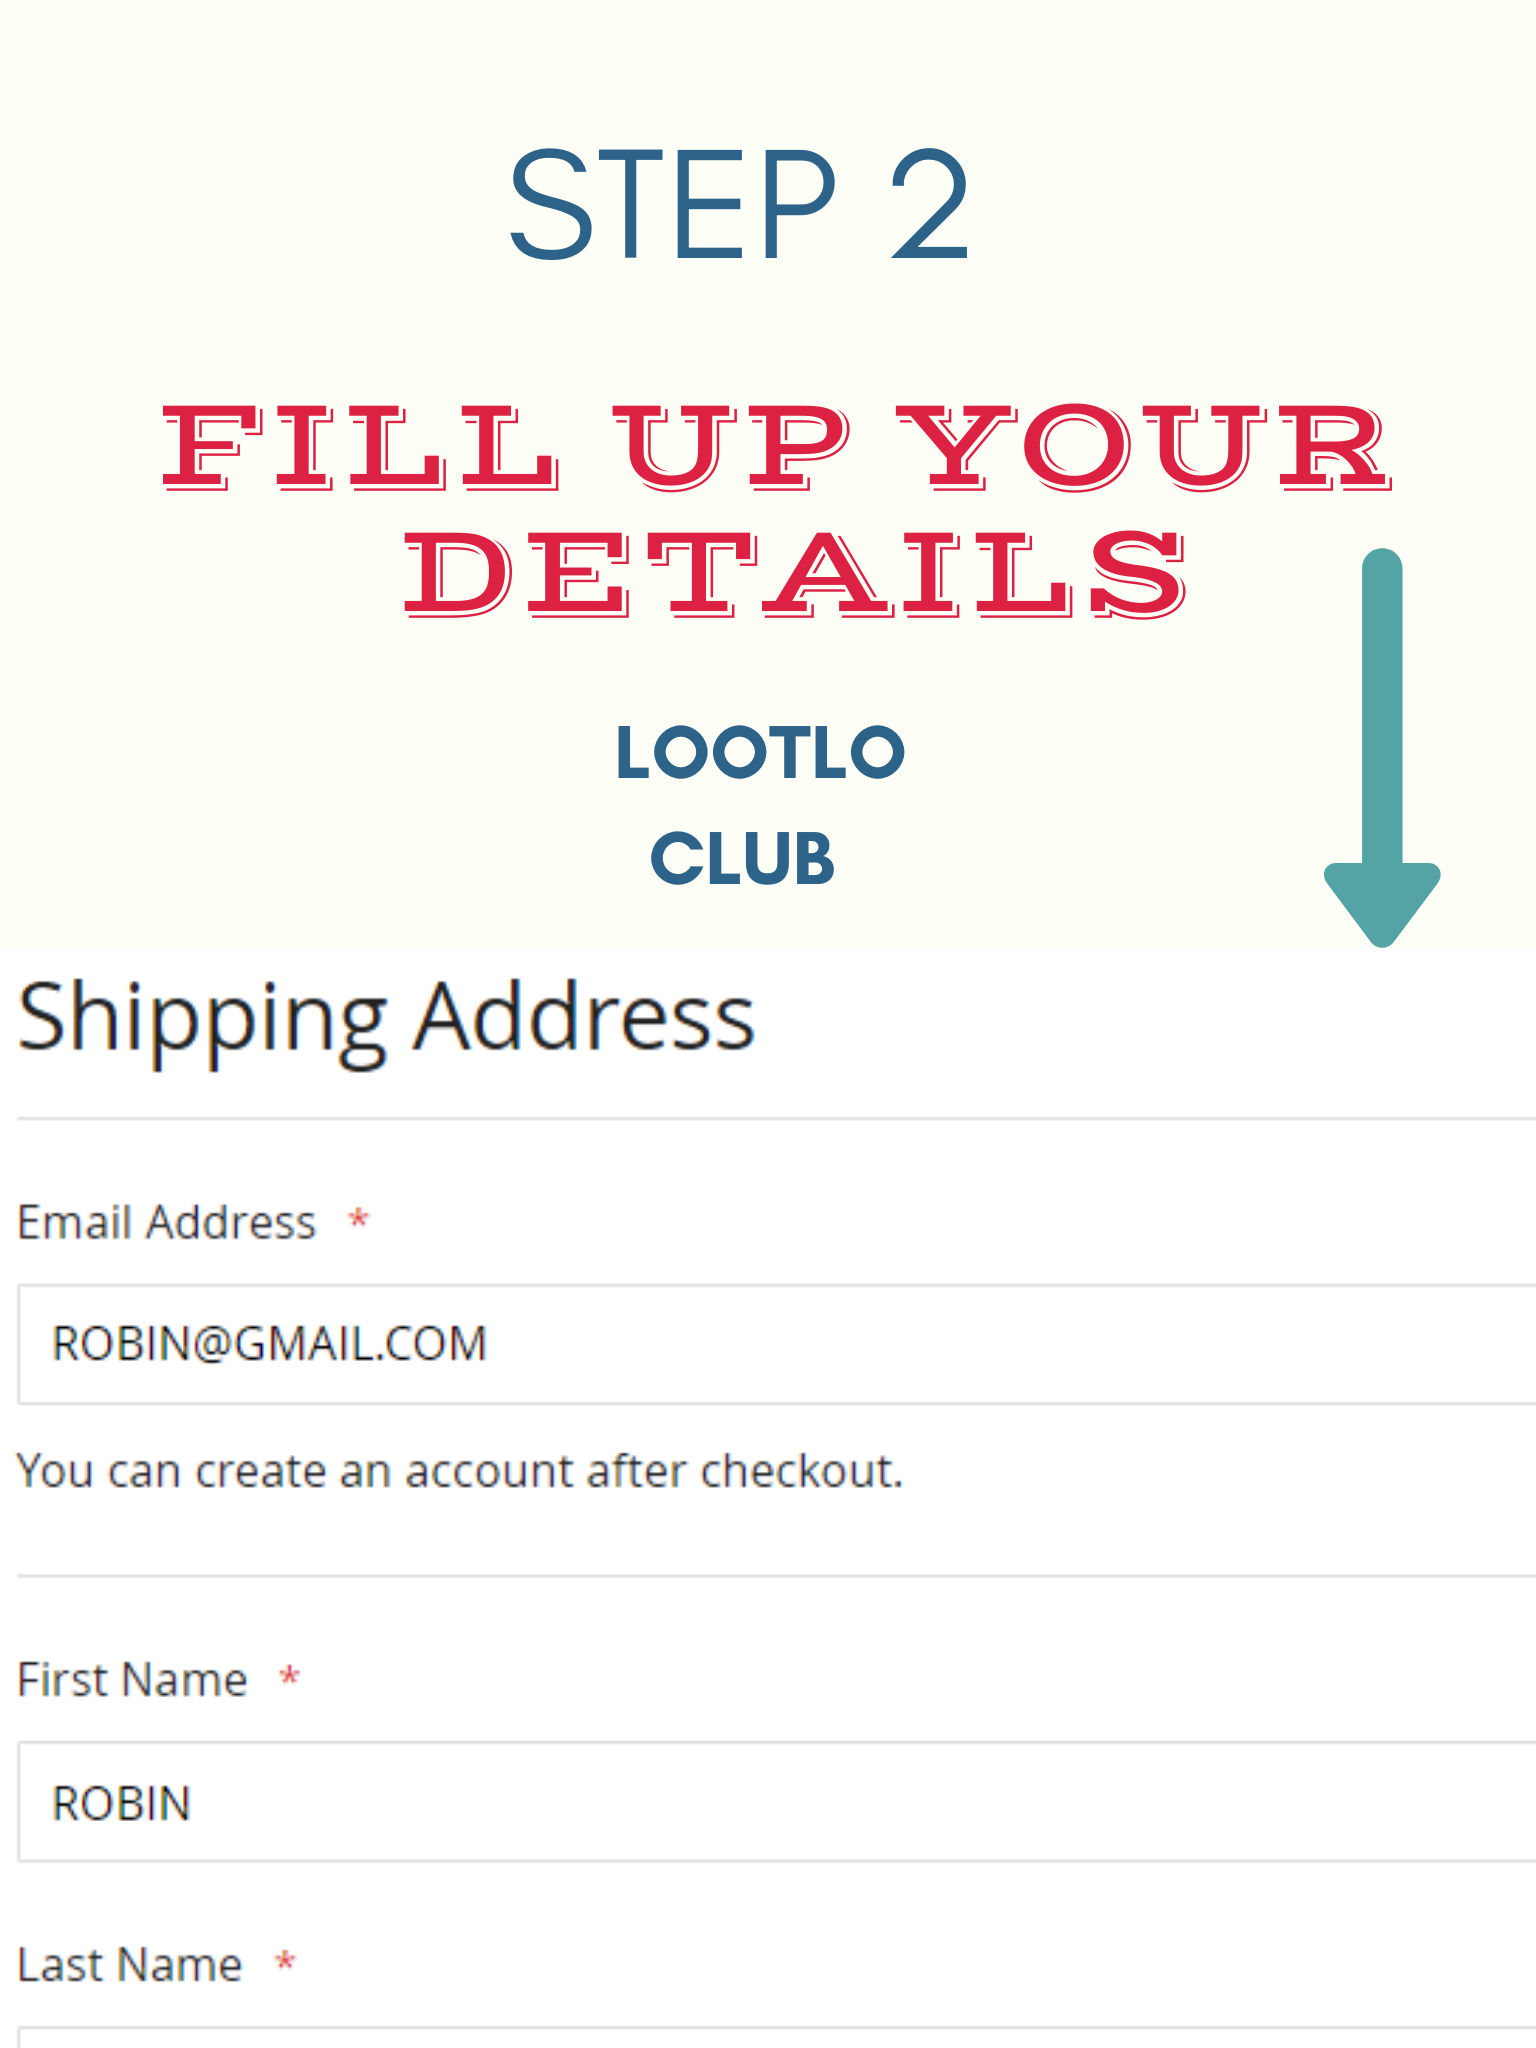 STEP 2
FILL UP YOUR
DETAILS
LOOTLO
CLUB
Shipping Address
Email Address *
ROBIN@GMAIL.COM
You can create an account after checkout.
First Name *
ROBIN
Last Name *